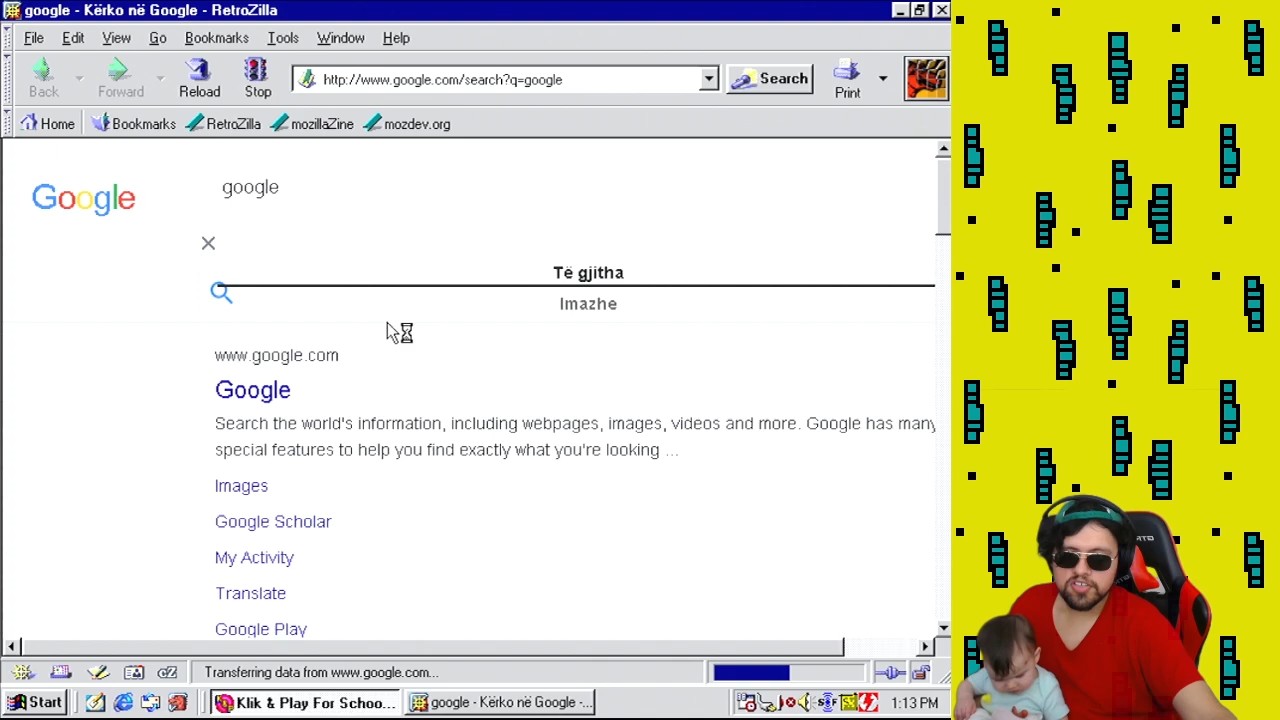 google - Kërko në Google - RetroZilla
File Edit View Go Bookmarks Tools Window Help
Back Forward Reload Stop http://www.google.com/search?q=google Search Print
Home Bookmarks RetroZilla mozillaZine mozdev.org
Google
google
Të gjitha
Imazhe
www.google.com
Google
Search the world's information, including webpages, images, videos and more. Google has many
special features to help you find exactly what you're looking ...
Images
Google Scholar
My Activity
Translate
Google Play
Transferring data from www.google.com...
Start Klik & Play For Schoo... google - Kërko në Google -... 1:13 PM